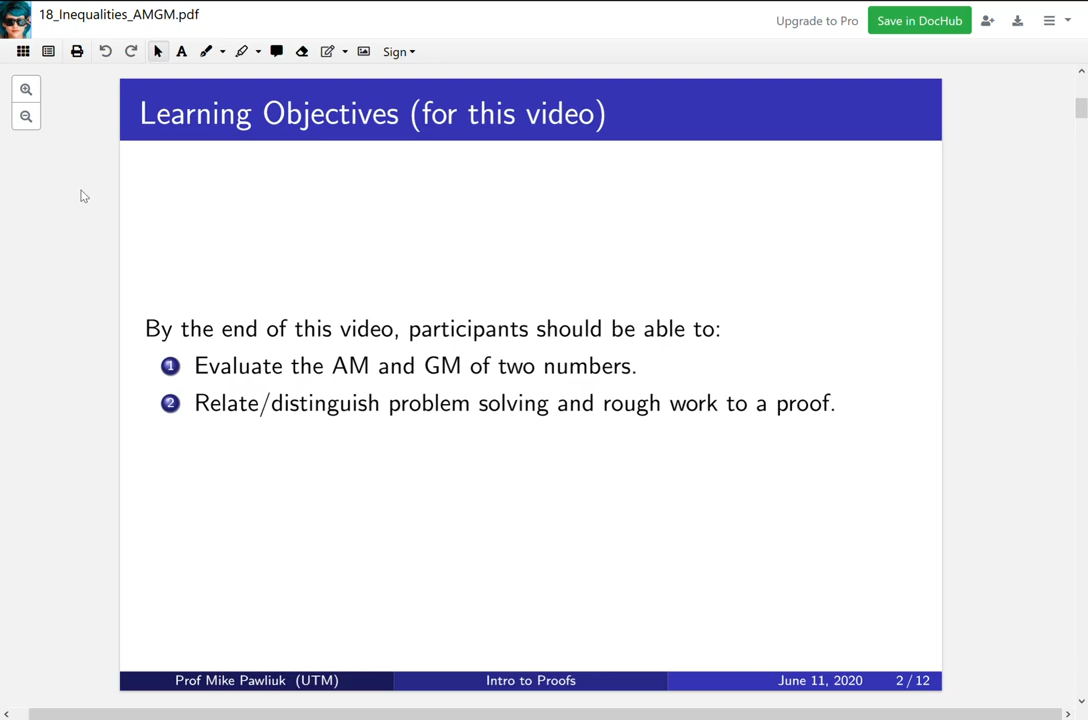 18_Inequalities_AMGM.pdf
Upgrade to Pro
Save in DocHub
A
Sign
Learning Objectives (for this video)
By the end of this video, participants should be able to:
1 Evaluate the AM and GM of two numbers.
2 Relate/distinguish problem solving and rough work to a proof.
Prof Mike Pawliuk (UTM)
Intro to Proofs
June 11, 2020
2 / 12